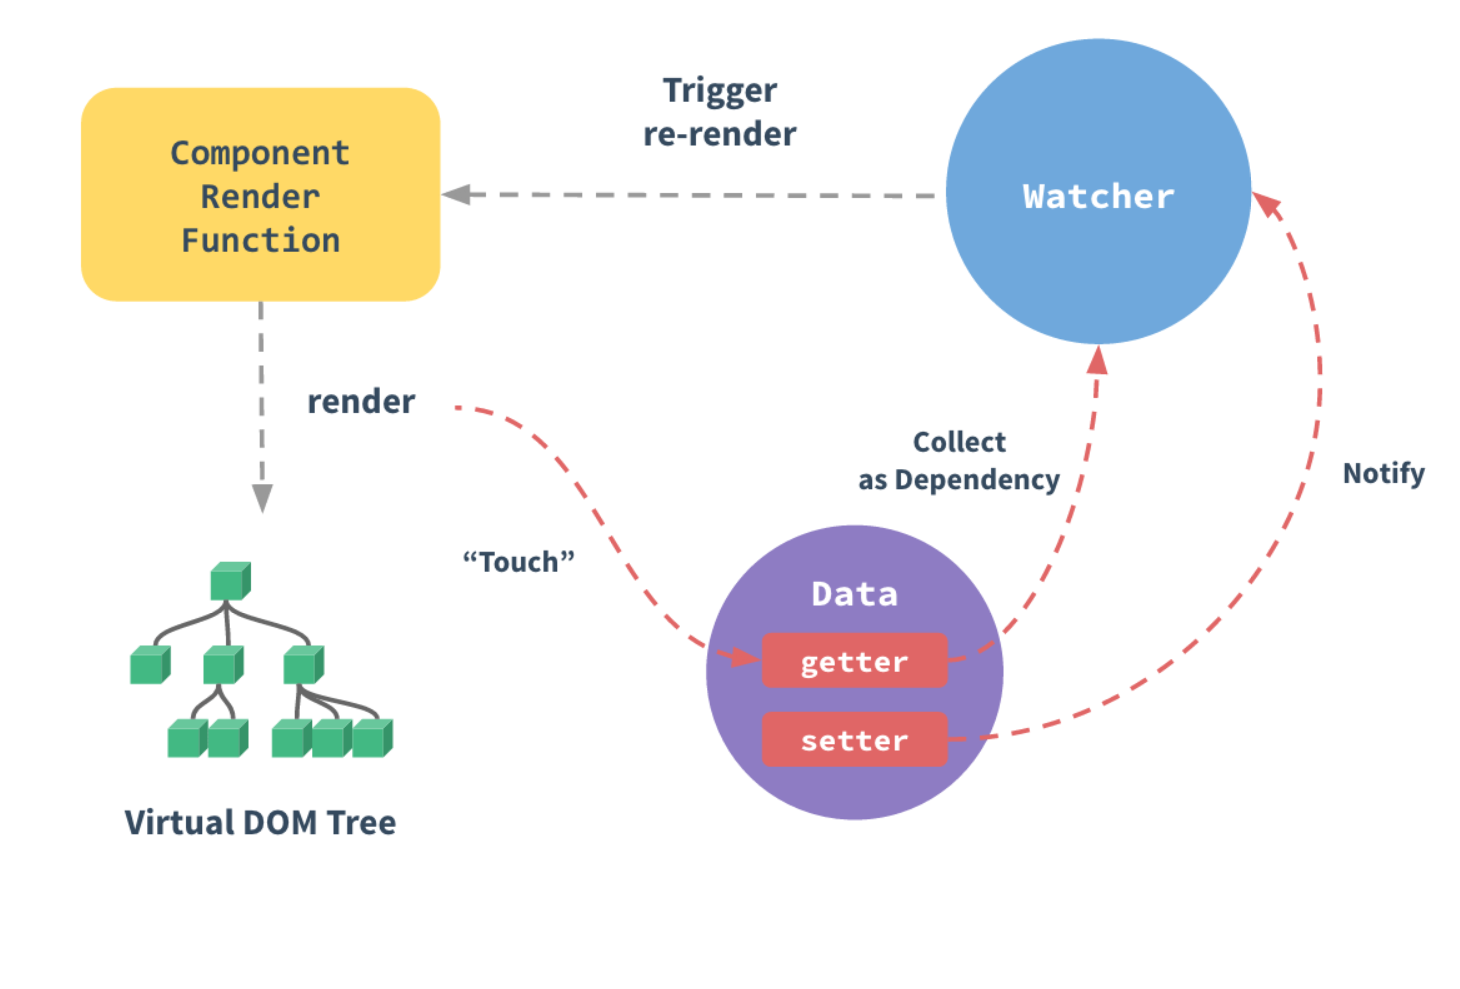 Trigger
re-render
Component
Render
Function
Watcher
render
Collect
as Dependency
Notify
“Touch”
Data
getter
setter
Virtual DOM Tree